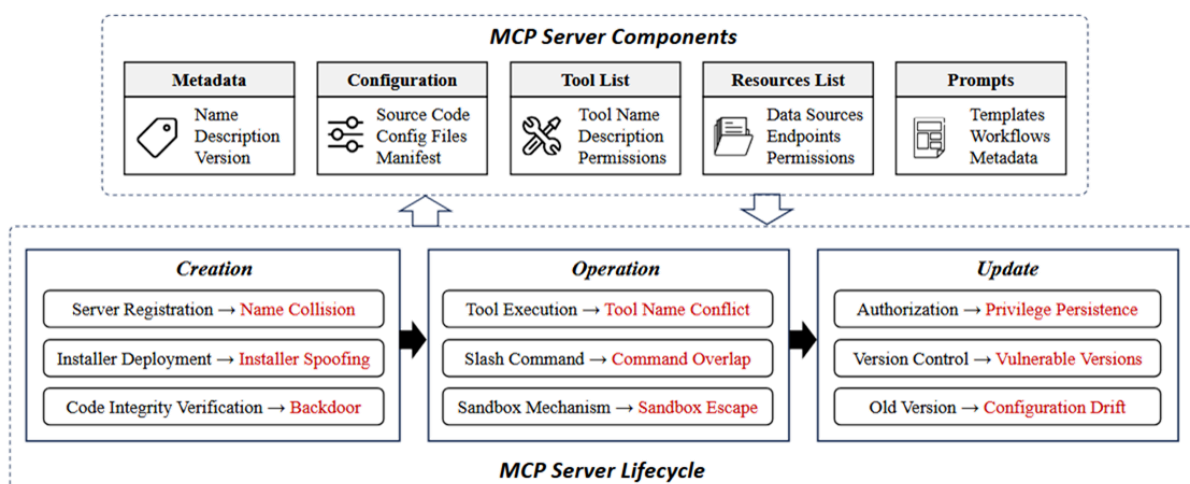 MCP Server Components
Metadata
Name
Description
Version
Configuration
Source Code
Config Files
Manifest
Tool List
Tool Name
Description
Permissions
Resources List
Data Sources
Endpoints
Permissions
Prompts
Templates
Workflows
Metadata
Creation
Server Registration → Name Collision
Installer Deployment → Installer Spoofing
Code Integrity Verification → Backdoor
Operation
Tool Execution → Tool Name Conflict
Slash Command → Command Overlap
Sandbox Mechanism → Sandbox Escape
Update
Authorization → Privilege Persistence
Version Control → Vulnerable Versions
Old Version → Configuration Drift
MCP Server Lifecycle